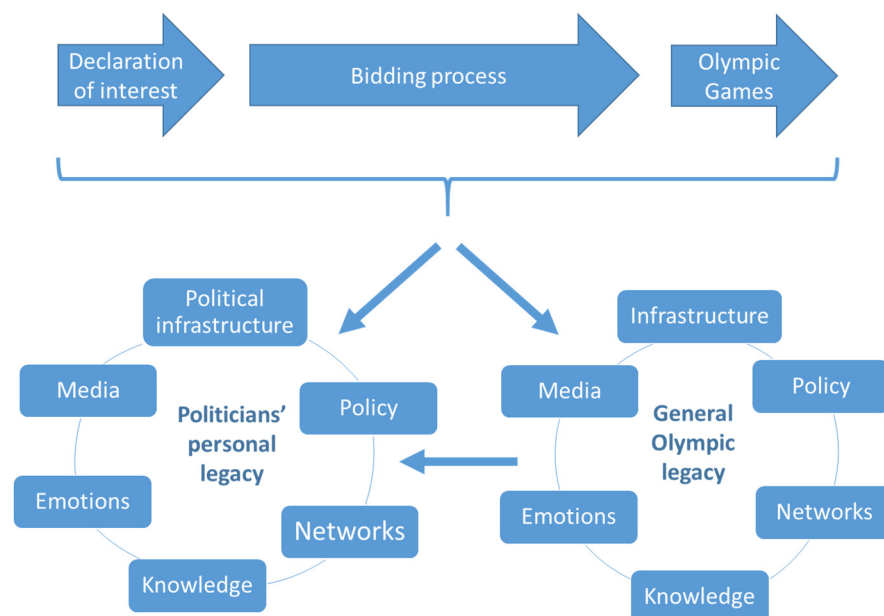 Declaration
of interest
Bidding process
Olympic
Games
Political
infrastructure
Media
Policy
Politicians’
personal
legacy
Emotions
Networks
Knowledge
Infrastructure
Media
Policy
General
Olympic
legacy
Emotions
Networks
Knowledge